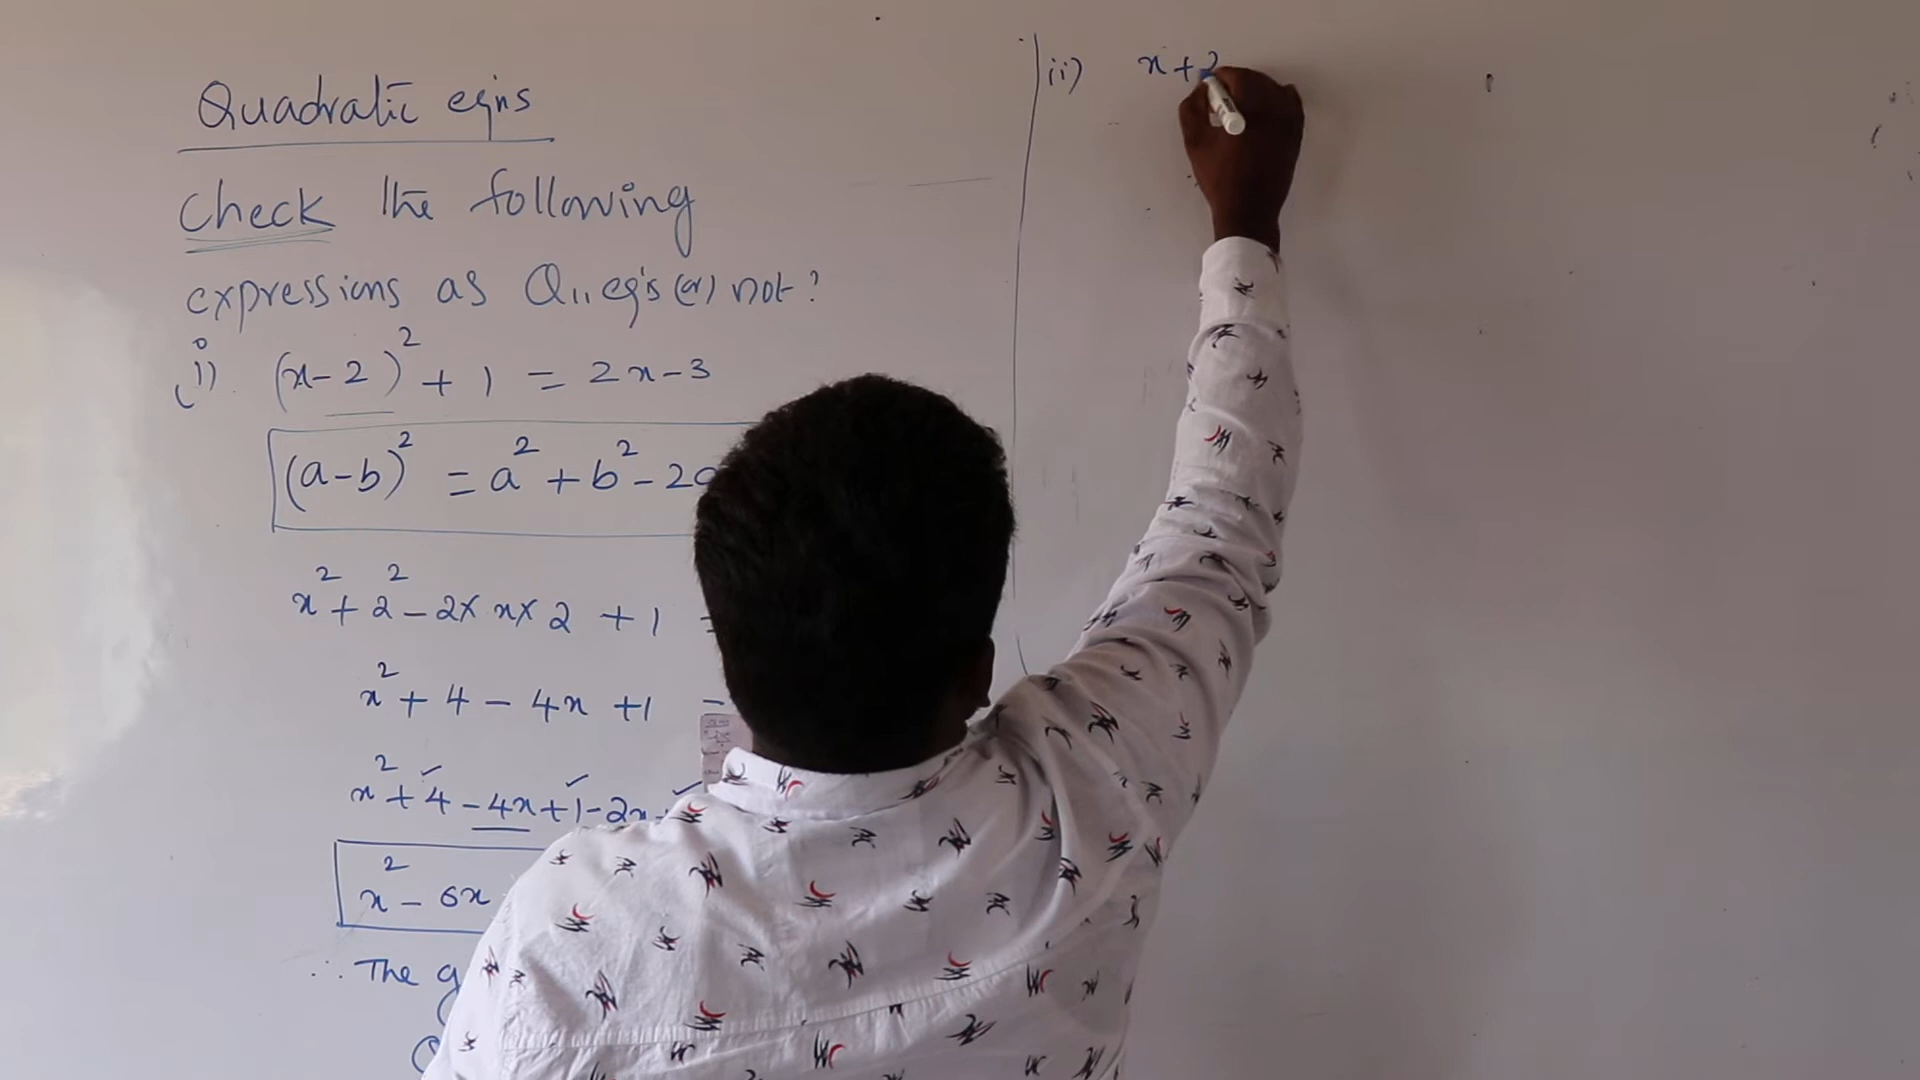 Quadratic eqns
Check the following
expressions as Q,, eq's (or) not?
(i) (x-2)² + 1 = 2x-3
(a-b)² = a² + b² - 2a
x² + 2² - 2× x× 2 + 1 =
x² + 4 - 4x + 1 =
x² + 4 - 4x + 1 - 2x
x² - 6x
∴ The g
ii) x + 2